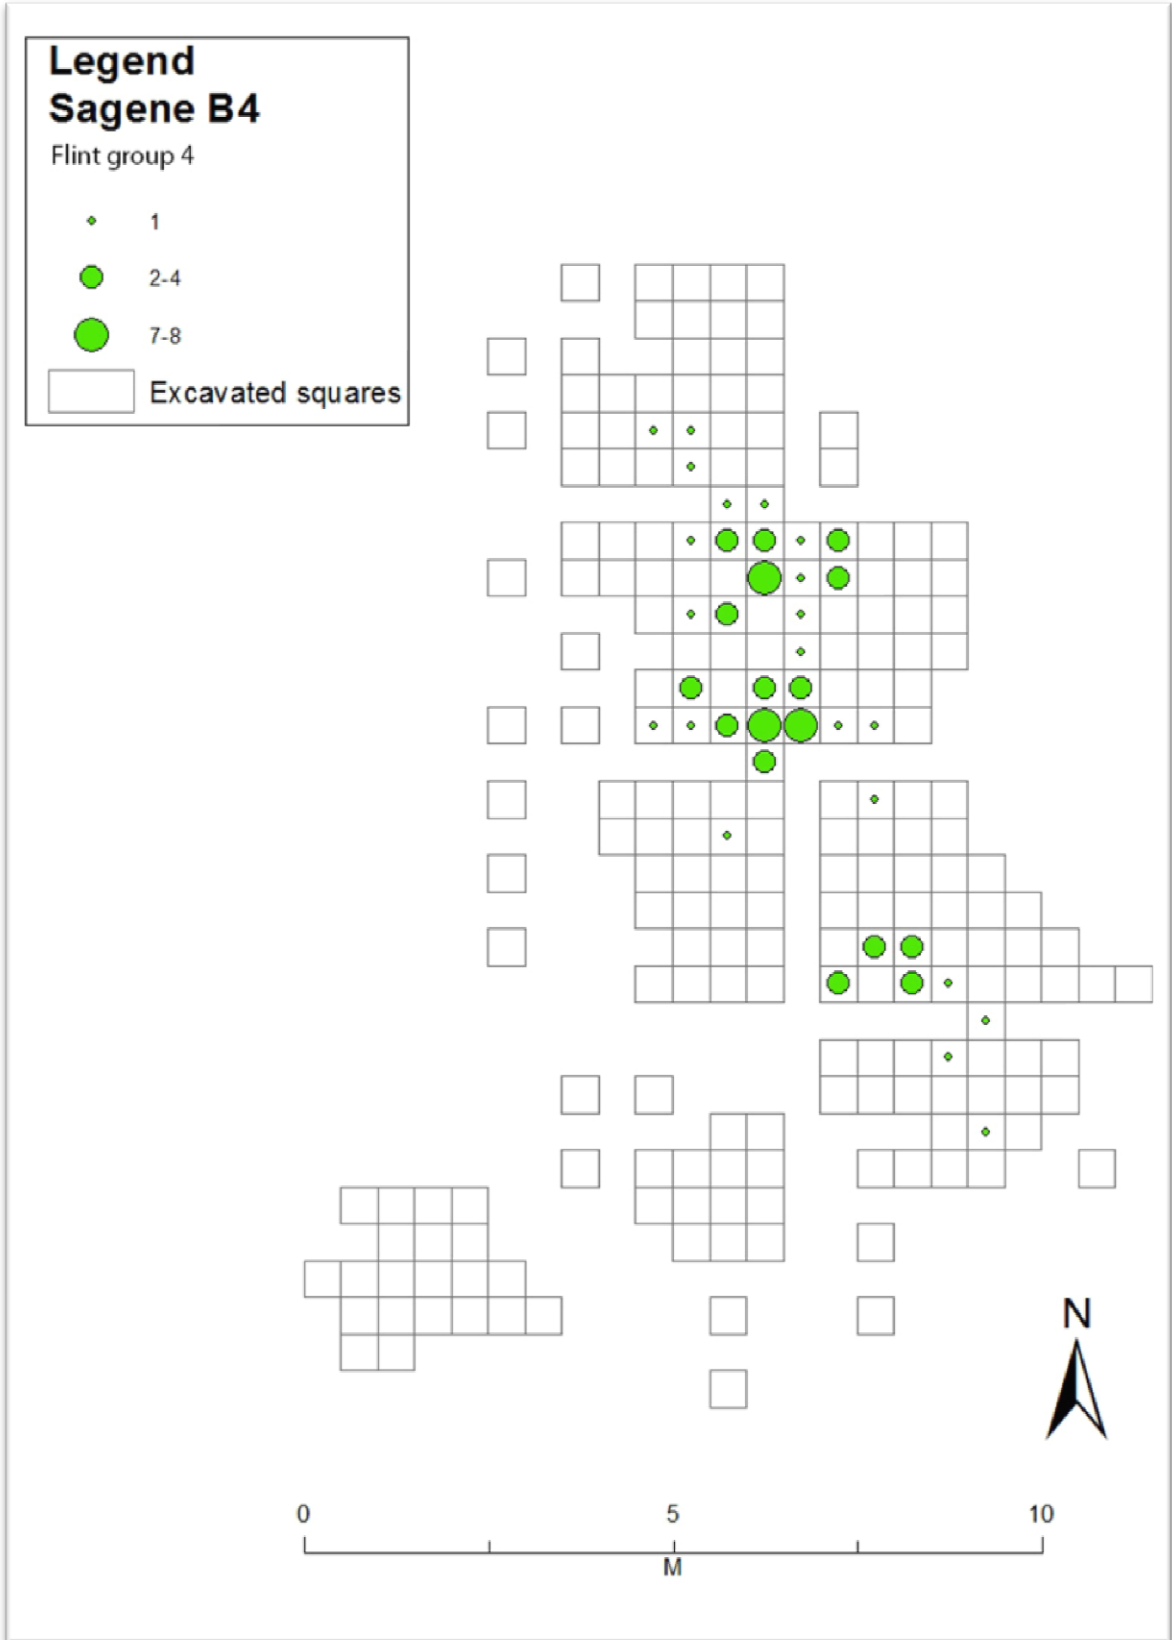 Legend
Sagene B4
Flint group 4
1
2-4
7-8
Excavated squares
N
0 5 10
M